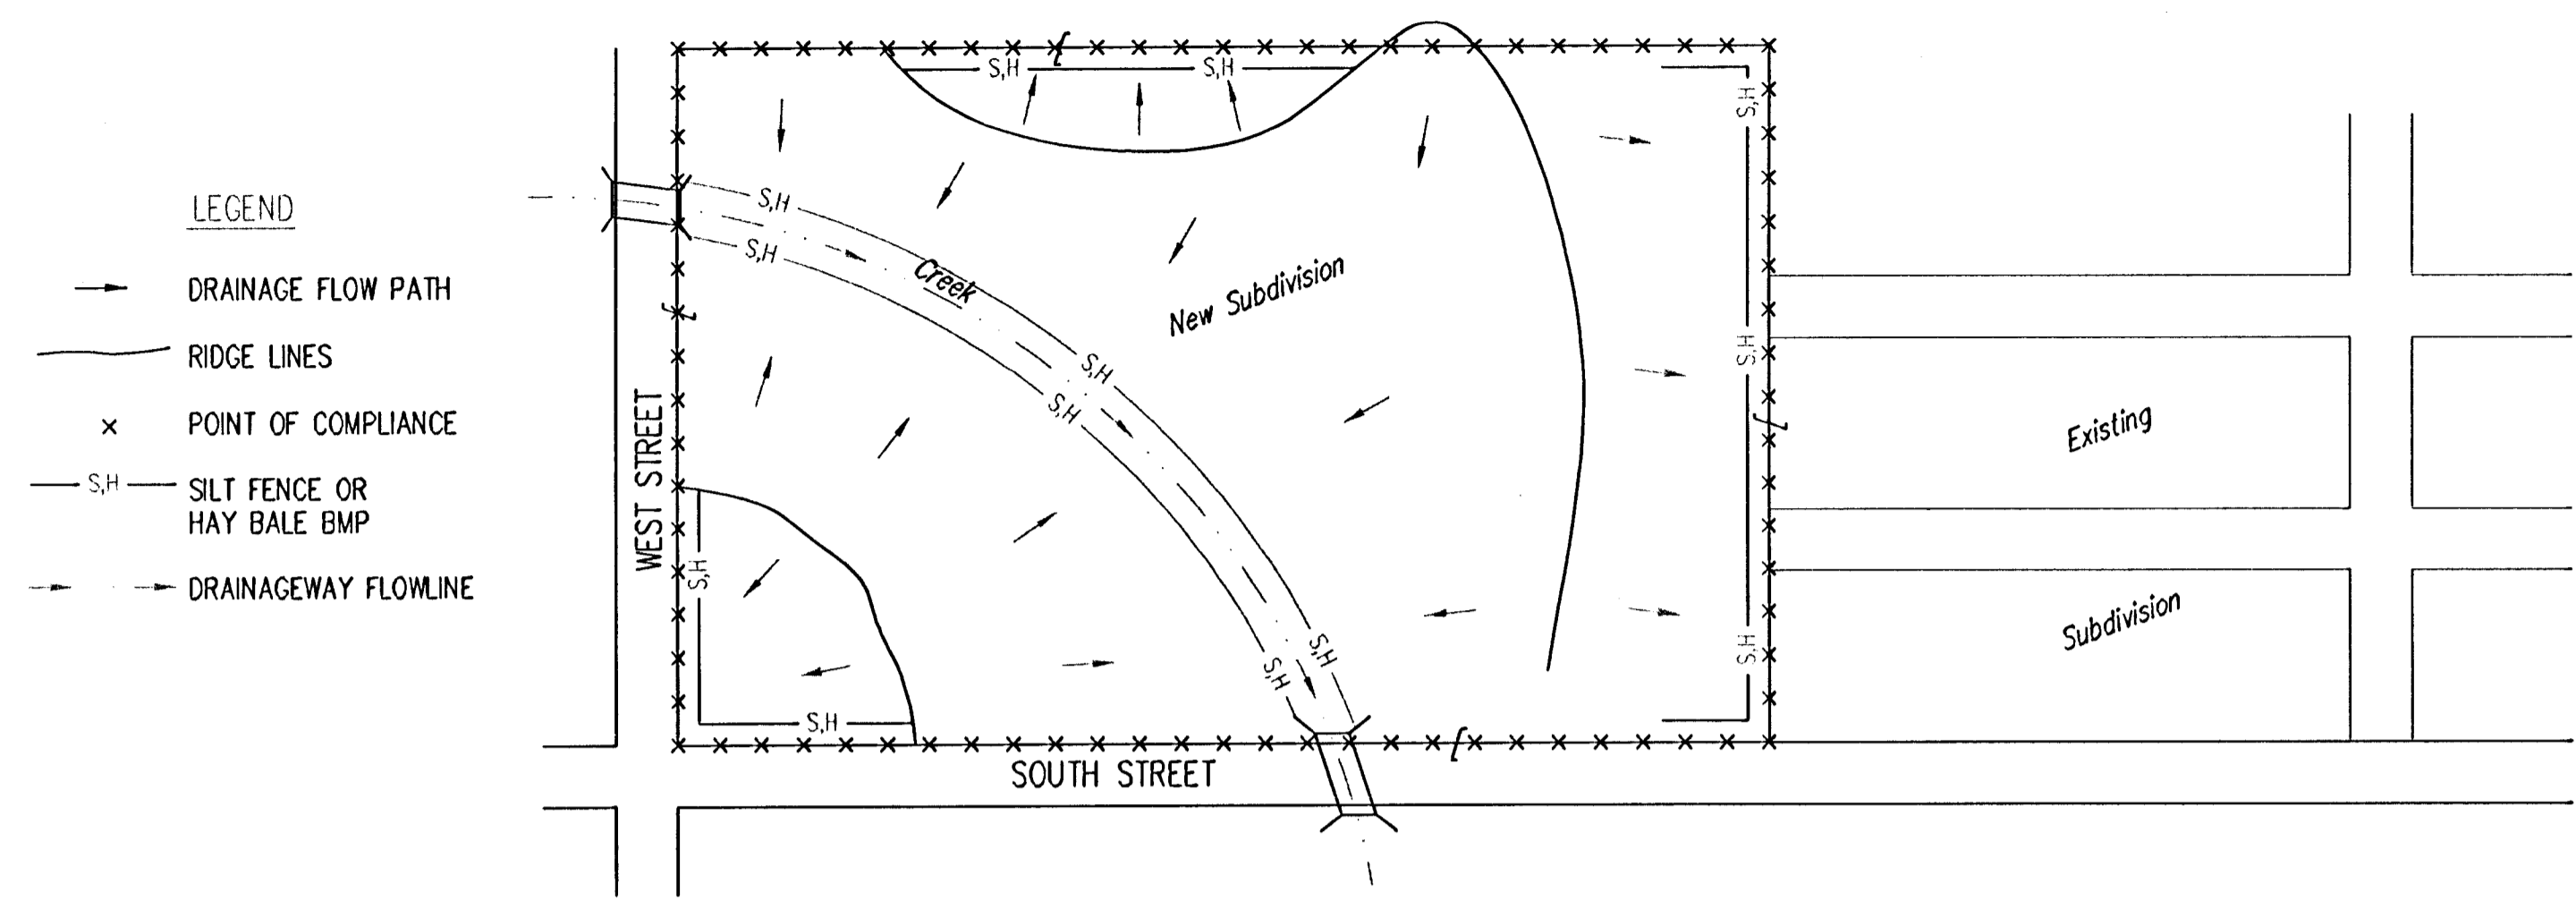 LEGEND
DRAINAGE FLOW PATH
RIDGE LINES
POINT OF COMPLIANCE
S,H
SILT FENCE OR
HAY BALE BMP
DRAINAGEWAY FLOWLINE
S,H
S,H
S,H
S,H
S,H
Creek
New Subdivision
S,H
S,H
S,H
WEST STREET
Existing
S,H
S,H
S,H
S,H
S,H
Subdivision
S,H
SOUTH STREET